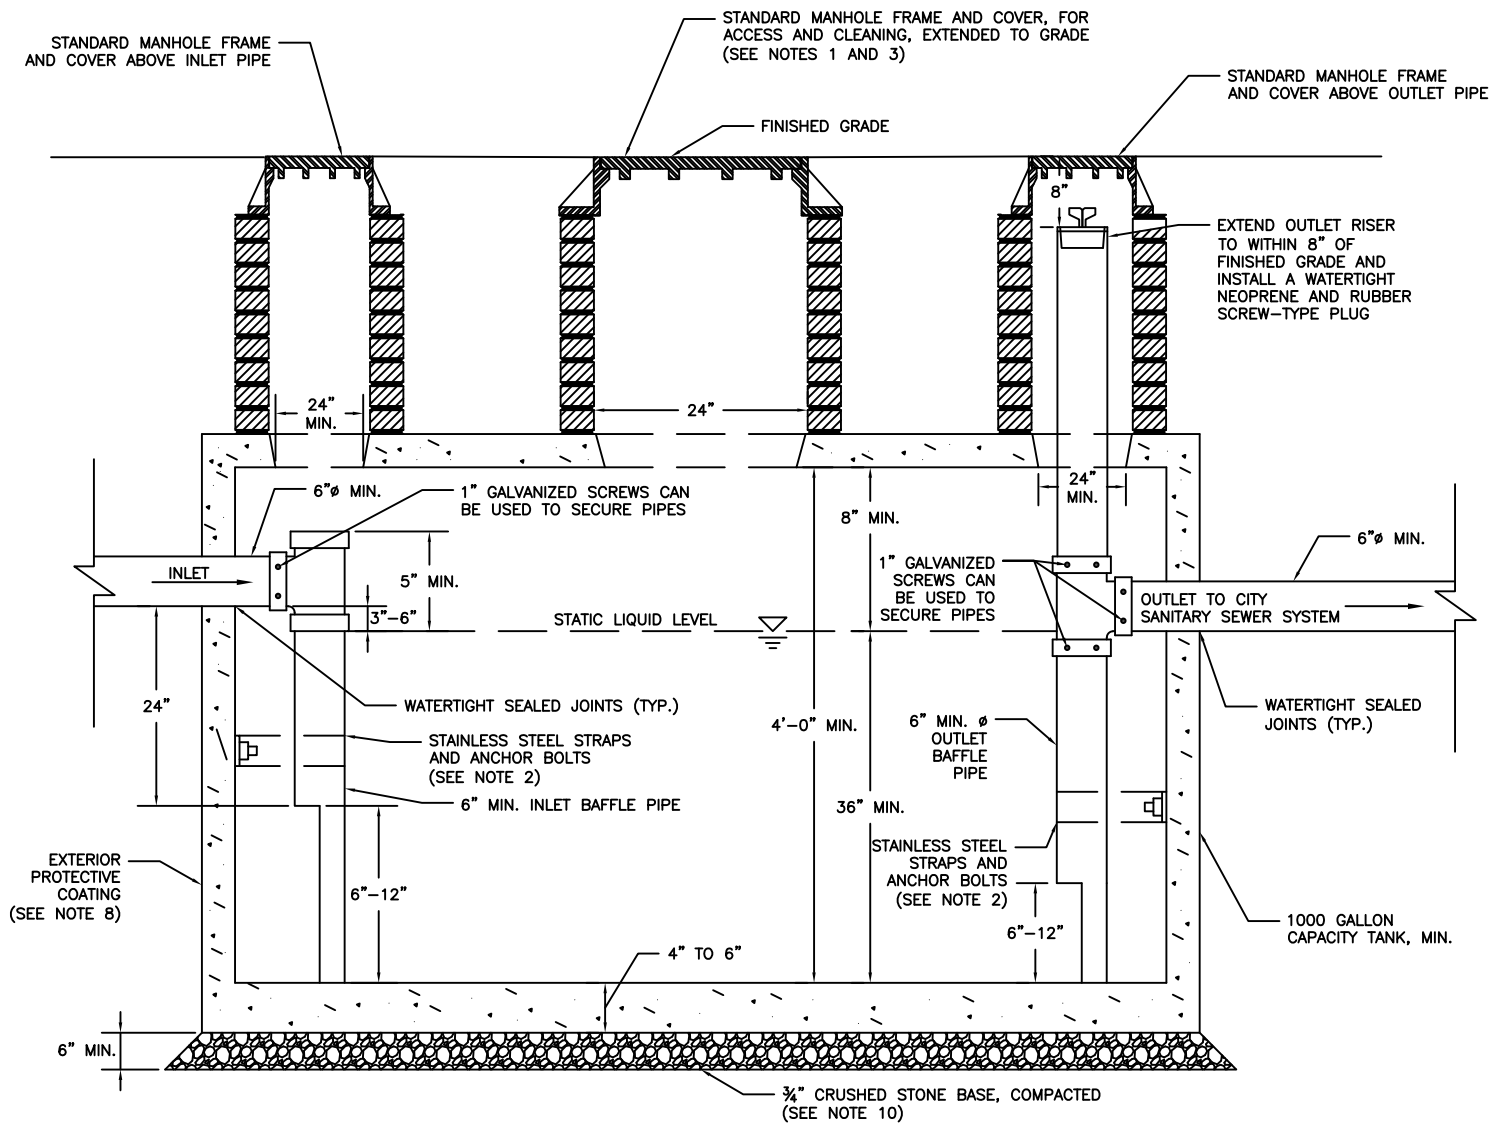 STANDARD MANHOLE FRAME
AND COVER ABOVE INLET PIPE
STANDARD MANHOLE FRAME AND COVER, FOR
ACCESS AND CLEANING, EXTENDED TO GRADE
(SEE NOTES 1 AND 3)
STANDARD MANHOLE FRAME
AND COVER ABOVE OUTLET PIPE
FINISHED GRADE
8”
EXTEND OUTLET RISER
TO WITHIN 8” OF
FINISHED GRADE AND
INSTALL A WATERTIGHT
NEOPRENE AND RUBBER
SCREW–TYPE PLUG
24”
MIN.
24”
24”
MIN.
6”ø MIN.
1” GALVANIZED SCREWS CAN
BE USED TO SECURE PIPES
8” MIN.
6”ø MIN.
INLET
5” MIN.
3”–6”
STATIC LIQUID LEVEL
1” GALVANIZED
SCREWS CAN
BE USED TO
SECURE PIPES
OUTLET TO CITY
SANITARY SEWER SYSTEM
24”
WATERTIGHT SEALED JOINTS (TYP.)
WATERTIGHT SEALED
JOINTS (TYP.)
4’–0” MIN.
6” MIN. ø
OUTLET
BAFFLE
PIPE
STAINLESS STEEL STRAPS
AND ANCHOR BOLTS
(SEE NOTE 2)
6” MIN. INLET BAFFLE PIPE
36” MIN.
STAINLESS STEEL
STRAPS AND
ANCHOR BOLTS
(SEE NOTE 2)
EXTERIOR
PROTECTIVE
COATING
(SEE NOTE 8)
6”–12”
6”–12”
1000 GALLON
CAPACITY TANK, MIN.
4” TO 6”
6” MIN.
¾” CRUSHED STONE BASE, COMPACTED
(SEE NOTE 10)